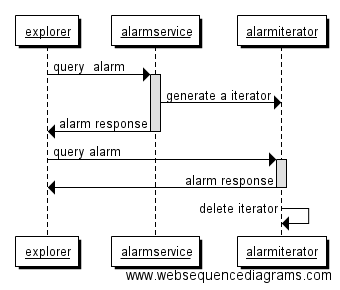 explorer alarmservice alarmiterator
query alarm
generate a iterator
alarm response
query alarm
alarm response
delete iterator
explorer alarmservice alarmiterator
www.websequencediagrams.com